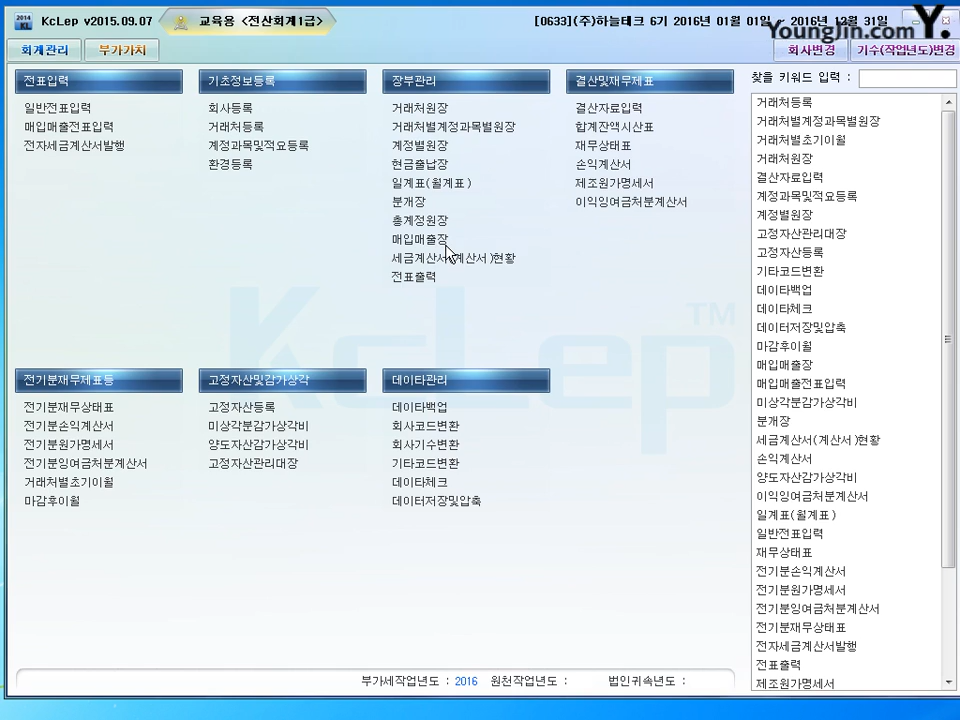 2014 KL KcLep v2015.09.07 교육용 <전산회계1급> [0633](주)하늘테크 6기 2016년 01월 01일 ~ 2016년 12월 31일
YoungJin.com Y.
회계관리 부가가치 회사변경 기수(작업년도)변경
전표입력
일반전표입력
매입매출전표입력
전자세금계산서발행
기초정보등록
회사등록
거래처등록
계정과목및적요등록
환경등록
장부관리
거래처원장
거래처별계정과목별원장
계정별원장
현금출납장
일계표(월계표)
분개장
총계정원장
매입매출장
세금계산서(계산서)현황
전표출력
결산및재무제표
결산자료입력
합계잔액시산표
재무상태표
손익계산서
제조원가명세서
이익잉여금처분계산서
KcLep TM
전기분재무제표등
전기분재무상태표
전기분손익계산서
전기분원가명세서
전기분잉여금처분계산서
거래처별초기이월
마감후이월
고정자산및감가상각
고정자산등록
미상각분감가상각비
양도자산감가상각비
고정자산관리대장
데이타관리
데이타백업
회사코드변환
회사기수변환
기타코드변환
데이타체크
데이터저장및압축
찾을 키워드 입력 :
거래처등록
거래처별계정과목별원장
거래처별초기이월
거래처원장
결산자료입력
계정과목및적요등록
계정별원장
고정자산관리대장
고정자산등록
기타코드변환
데이타백업
데이타체크
데이터저장및압축
마감후이월
매입매출장
매입매출전표입력
미상각분감가상각비
분개장
세금계산서(계산서)현황
손익계산서
양도자산감가상각비
이익잉여금처분계산서
일계표(월계표)
일반전표입력
재무상태표
전기분손익계산서
전기분원가명세서
전기분잉여금처분계산서
전기분재무상태표
전자세금계산서발행
전표출력
제조원가명세서
부가세작업년도 : 2016 원천작업년도 : 법인귀속년도 :